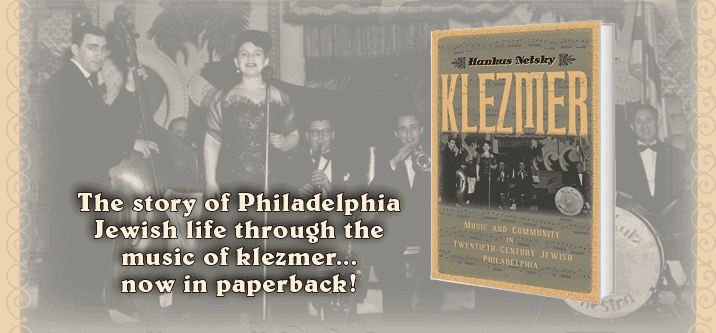 The story of Philadelphia
Jewish life through the
music of klezmer...
now in paperback!
Hankus Netsky
KLEZMER
MUSIC AND COMMUNITY
IN
TWENTIETH-CENTURY JEWISH
PHILADELPHIA